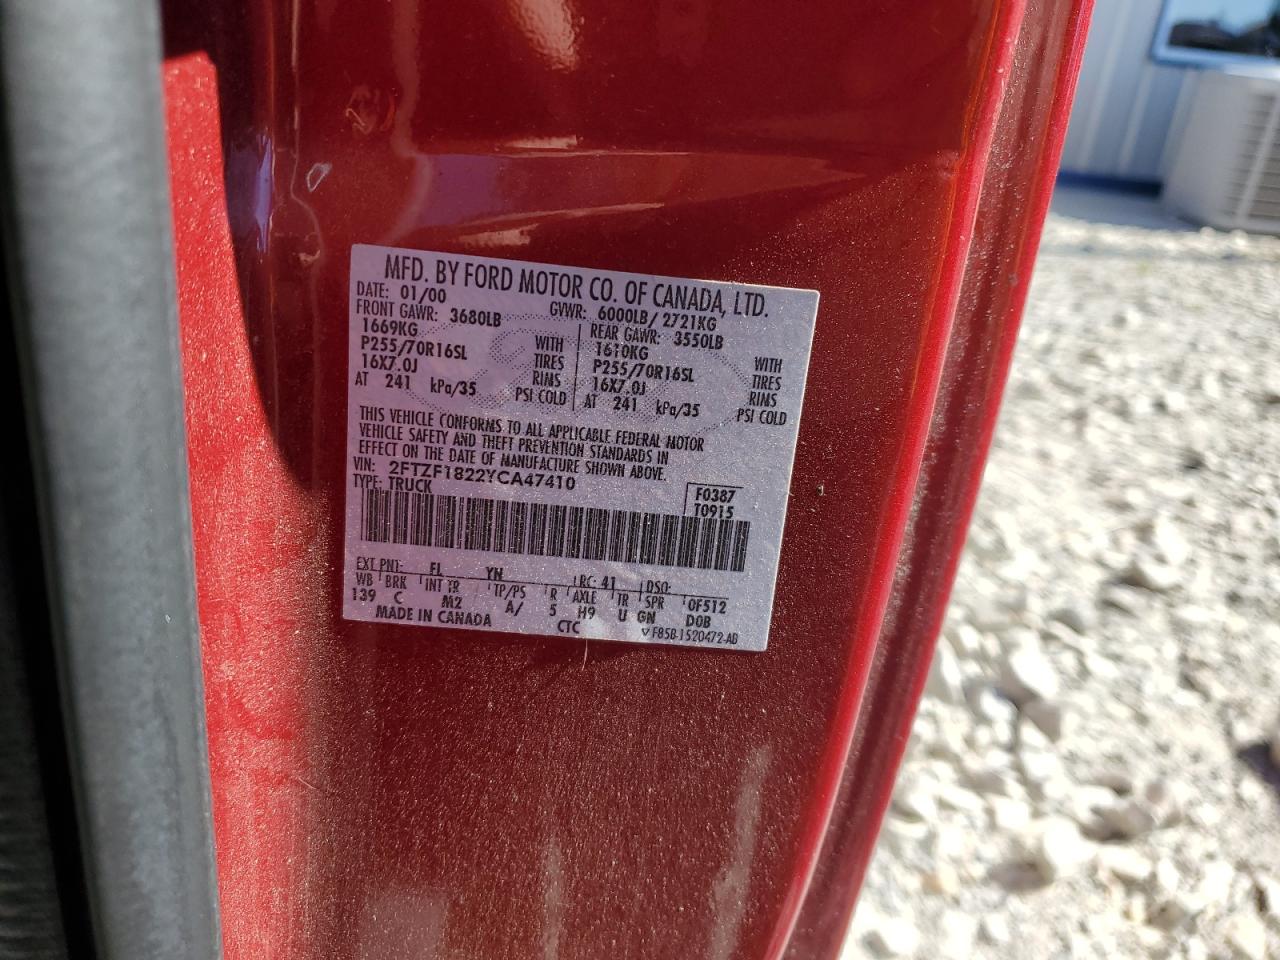 MFD. BY FORD MOTOR CO. OF CANADA, LTD.
DATE: 01/00 GVWR: 6000LB/2721KG
FRONT GAWR: 3680LB REAR GAWR: 3550LB
1669KG WITH 1610KG WITH
P255/70R16SL TIRES P255/70R16SL TIRES
16X7.0J RIMS 16X7.0J RIMS
AT 241 kPa/35 PSI COLD AT 241 kPa/35 PSI COLD
THIS VEHICLE CONFORMS TO ALL APPLICABLE FEDERAL MOTOR
VEHICLE SAFETY AND THEFT PREVENTION STANDARDS IN
EFFECT ON THE DATE OF MANUFACTURE SHOWN ABOVE.
VIN: 2FTZF1822YCA47410
TYPE: TRUCK
F0387
T0915
EXT PNT: FL YN RC: 41 DSO:
WB BRK INT TR TP/PS R AXLE TR SPR 0F512
139 C M2 A/ 5 H9 U GN DOB
MADE IN CANADA CTC F85B-1520472-AB